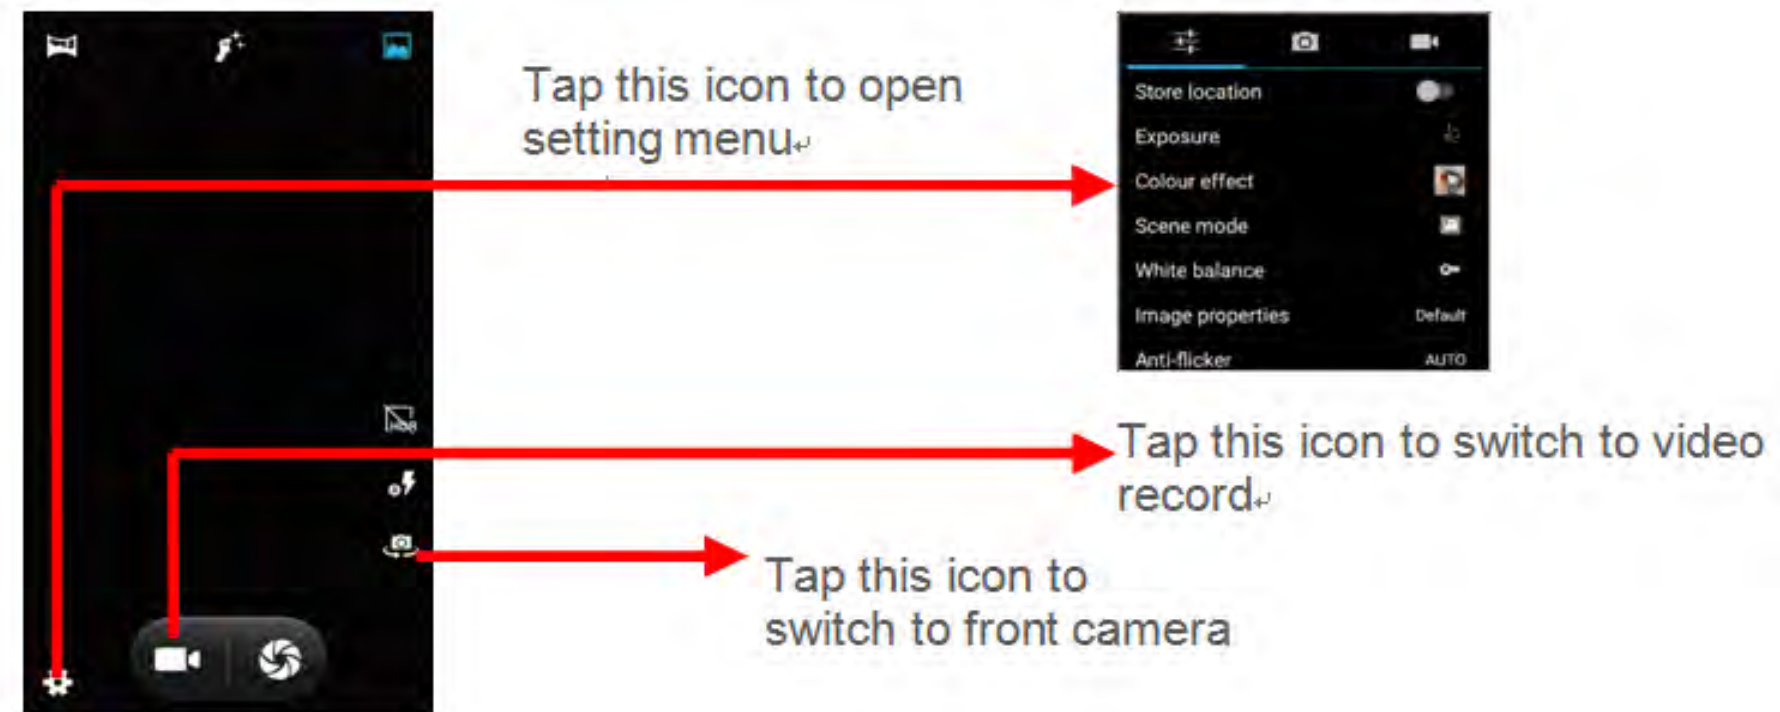 Tap this icon to open
setting menu
Store location
Exposure
Colour effect
Scene mode
White balance
Image properties Default
Anti-flicker AUTO
HDR
Tap this icon to switch to video
record
Tap this icon to
switch to front camera